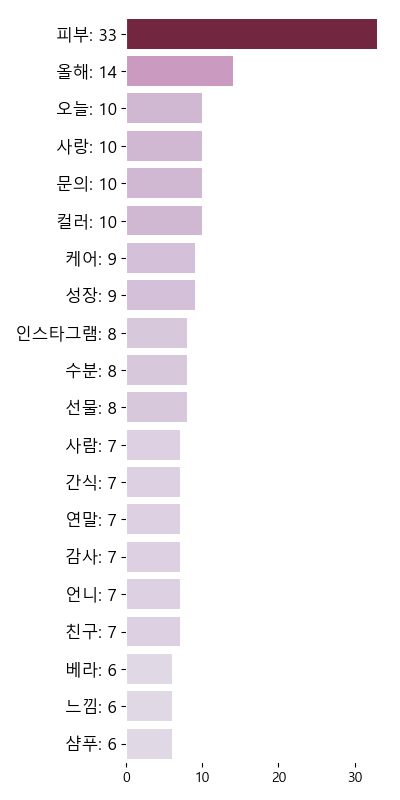 피부: 33
올해: 14
오늘: 10
사랑: 10
문의: 10
컬러: 10
케어: 9
성장: 9
인스타그램: 8
수분: 8
선물: 8
사람: 7
간식: 7
연말: 7
감사: 7
언니: 7
친구: 7
베라: 6
느낌: 6
샴푸: 6
0 10 20 30